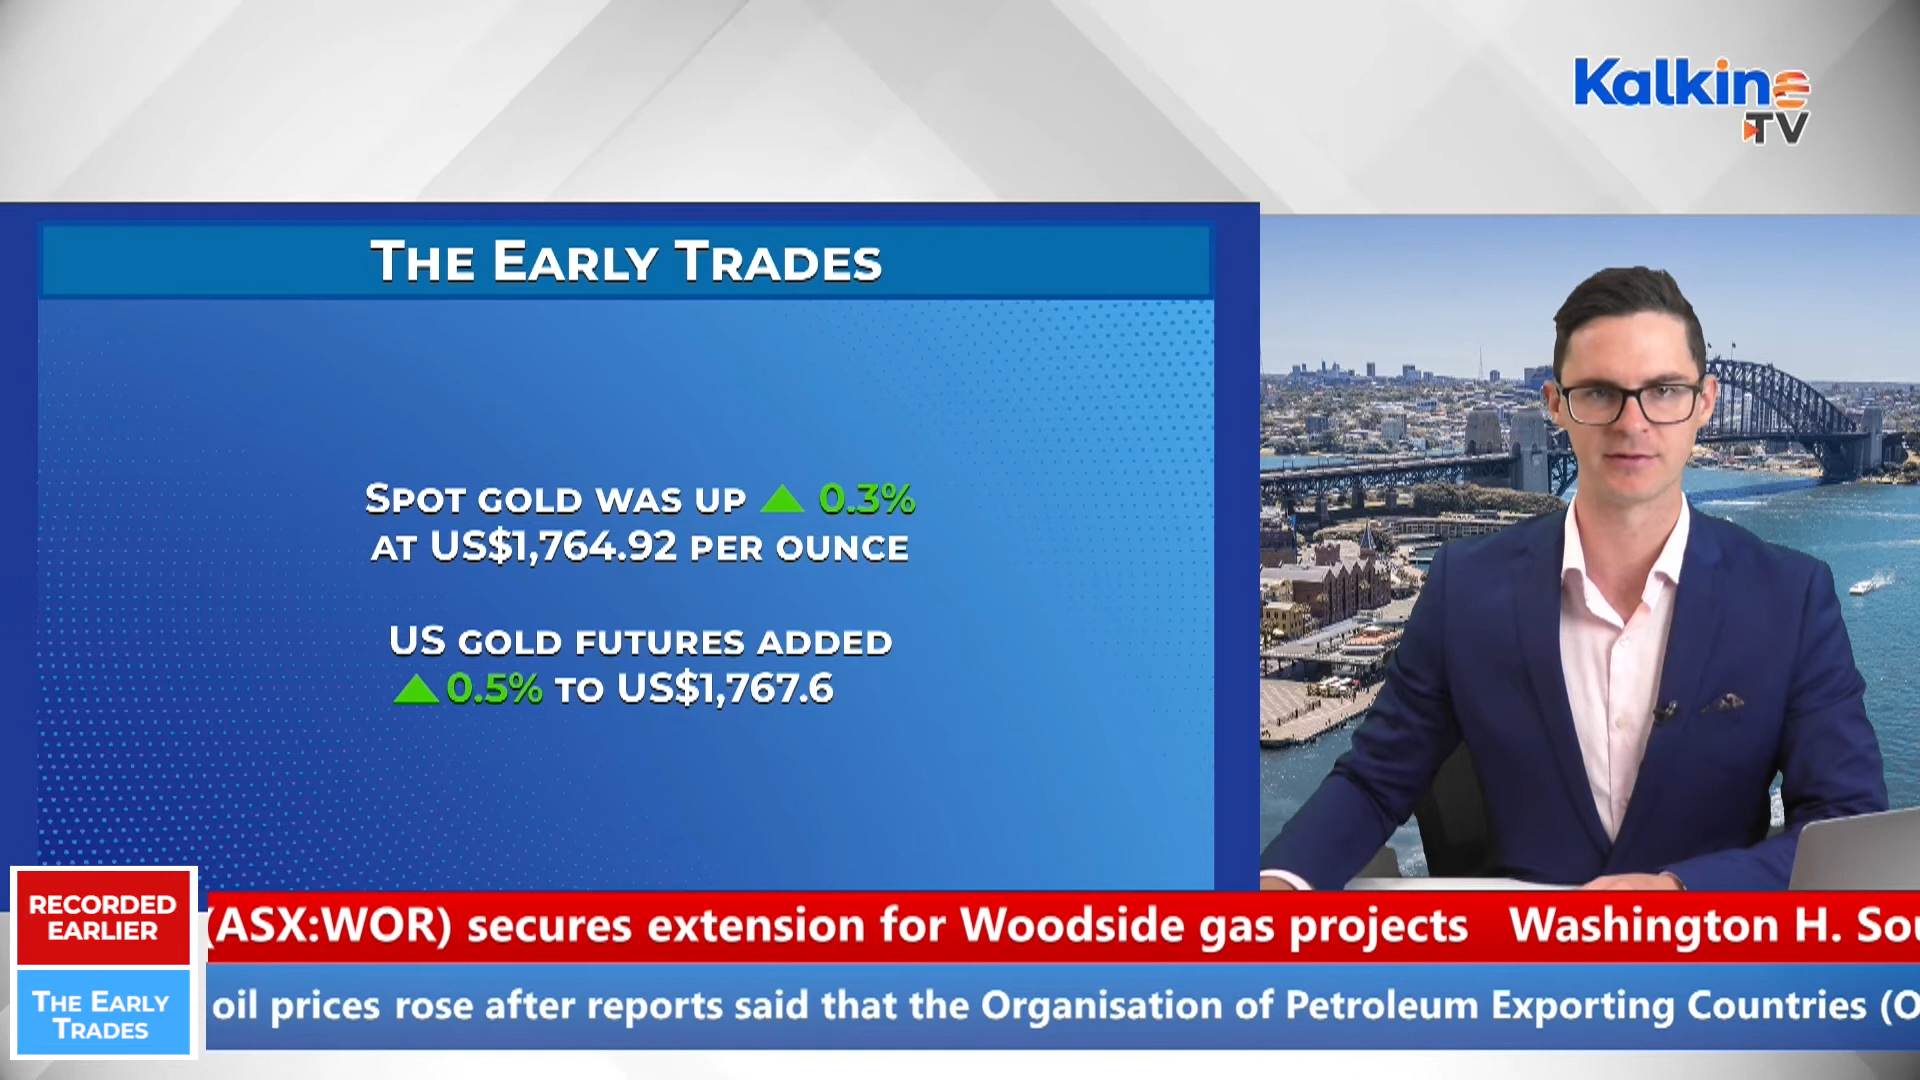 Kalkine
TV
THE EARLY TRADES
SPOT GOLD WAS UP 0.3%
AT US$1,764.92 PER OUNCE
US GOLD FUTURES ADDED
0.5% TO US$1,767.6
RECORDED
EARLIER
(ASX:WOR) secures extension for Woodside gas projects Washington H. Sou
THE EARLY
TRADES
oil prices rose after reports said that the Organisation of Petroleum Exporting Countries (O